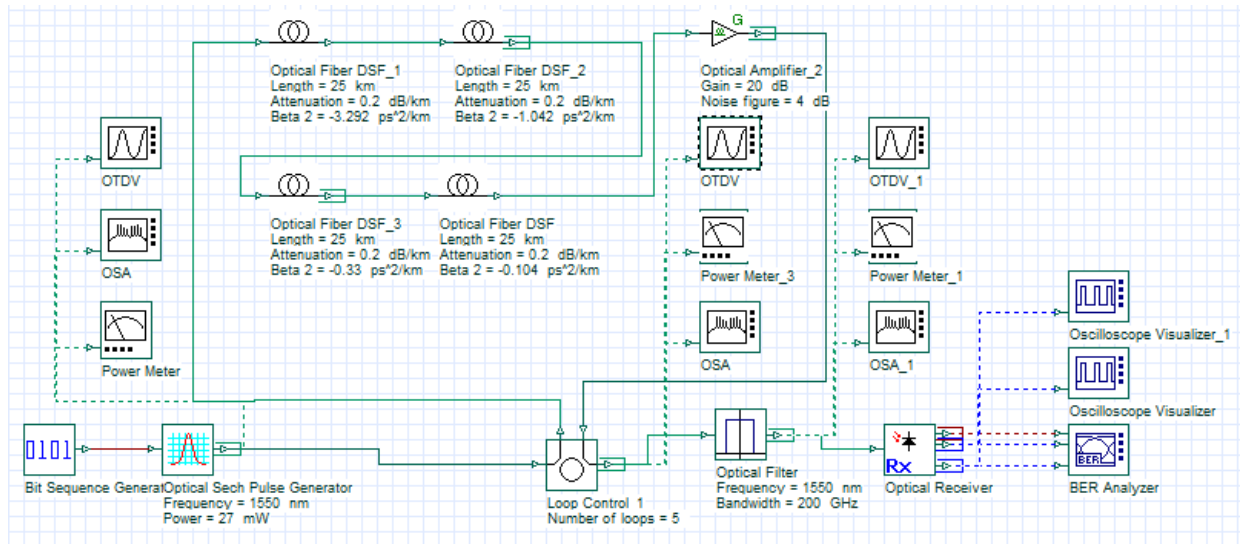 G
Optical Fiber DSF_1
Length = 25 km
Attenuation = 0.2 dB/km
Beta 2 = -3.292 ps^2/km
Optical Fiber DSF_2
Length = 25 km
Attenuation = 0.2 dB/km
Beta 2 = -1.042 ps^2/km
Optical Amplifier_2
Gain = 20 dB
Noise figure = 4 dB
OTDV
OTDV
OTDV_1
Optical Fiber DSF_3
Length = 25 km
Attenuation = 0.2 dB/km
Beta 2 = -0.33 ps^2/km
Optical Fiber DSF
Length = 25 km
Attenuation = 0.2 dB/km
Beta 2 = -0.104 ps^2/km
OSA
Power Meter_3
Power Meter_1
Power Meter
OSA
OSA_1
Oscilloscope Visualizer_1
Oscilloscope Visualizer
0101
Bit Sequence Generat
Optical Sech Pulse Generator
Frequency = 1550 nm
Power = 27 mW
Loop Control 1
Number of loops = 5
Optical Filter
Frequency = 1550 nm
Bandwidth = 200 GHz
Rx
Optical Receiver
BER
BER Analyzer